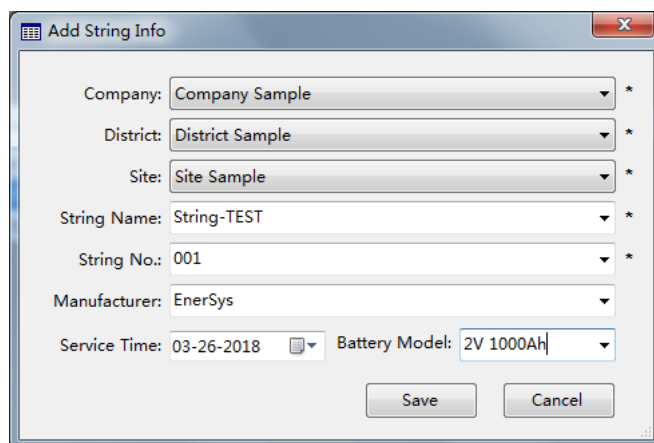 Add String Info
Company: Company Sample *
District: District Sample *
Site: Site Sample *
String Name: String-TEST *
String No.: 001 *
Manufacturer: EnerSys
Service Time: 03-26-2018 Battery Model: 2V 1000Ah
Save Cancel